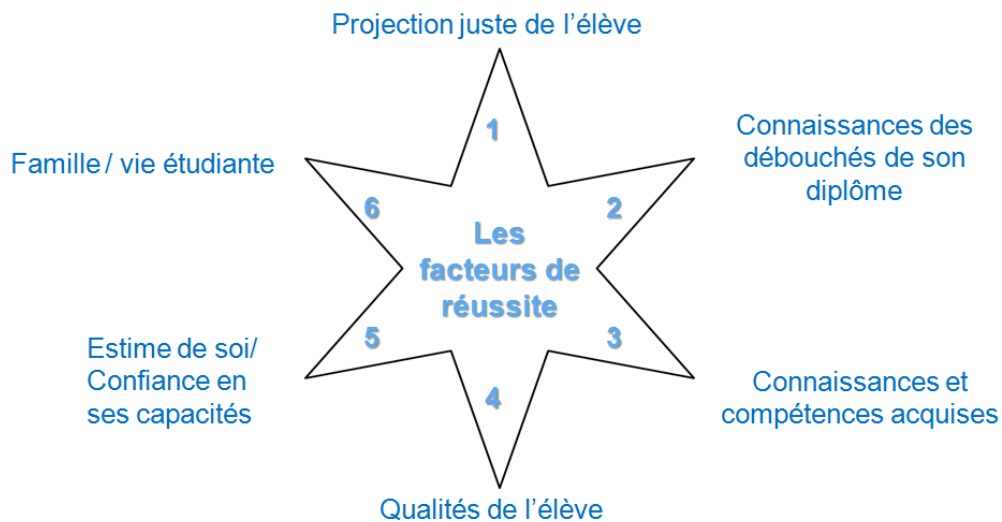 Projection juste de l'élève
1
Connaissances des
débouchés de son
diplôme
2
Connaissances et
compétences acquises
3
Qualités de l'élève
4
Estime de soi/
Confiance en
ses capacités
5
Famille / vie étudiante
6
Les
facteurs de
réussite